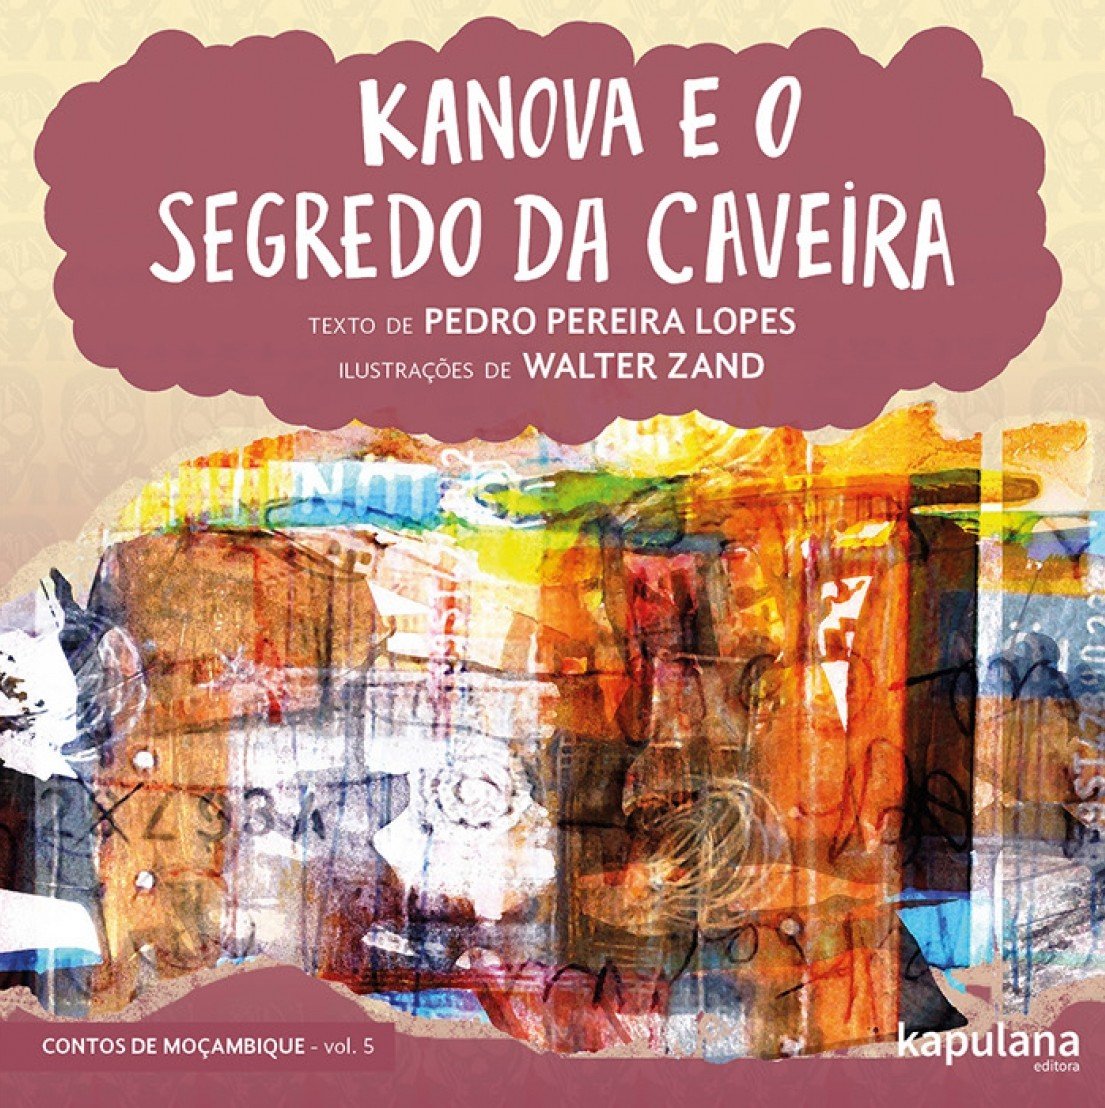 KANOVA E O
SEGREDO DA CAVEIRA
TEXTO DE PEDRO PEREIRA LOPES
ILUSTRAÇÕES DE WALTER ZAND
CONTOS DE MOÇAMBIQUE - vol. 5
kapulana
editora